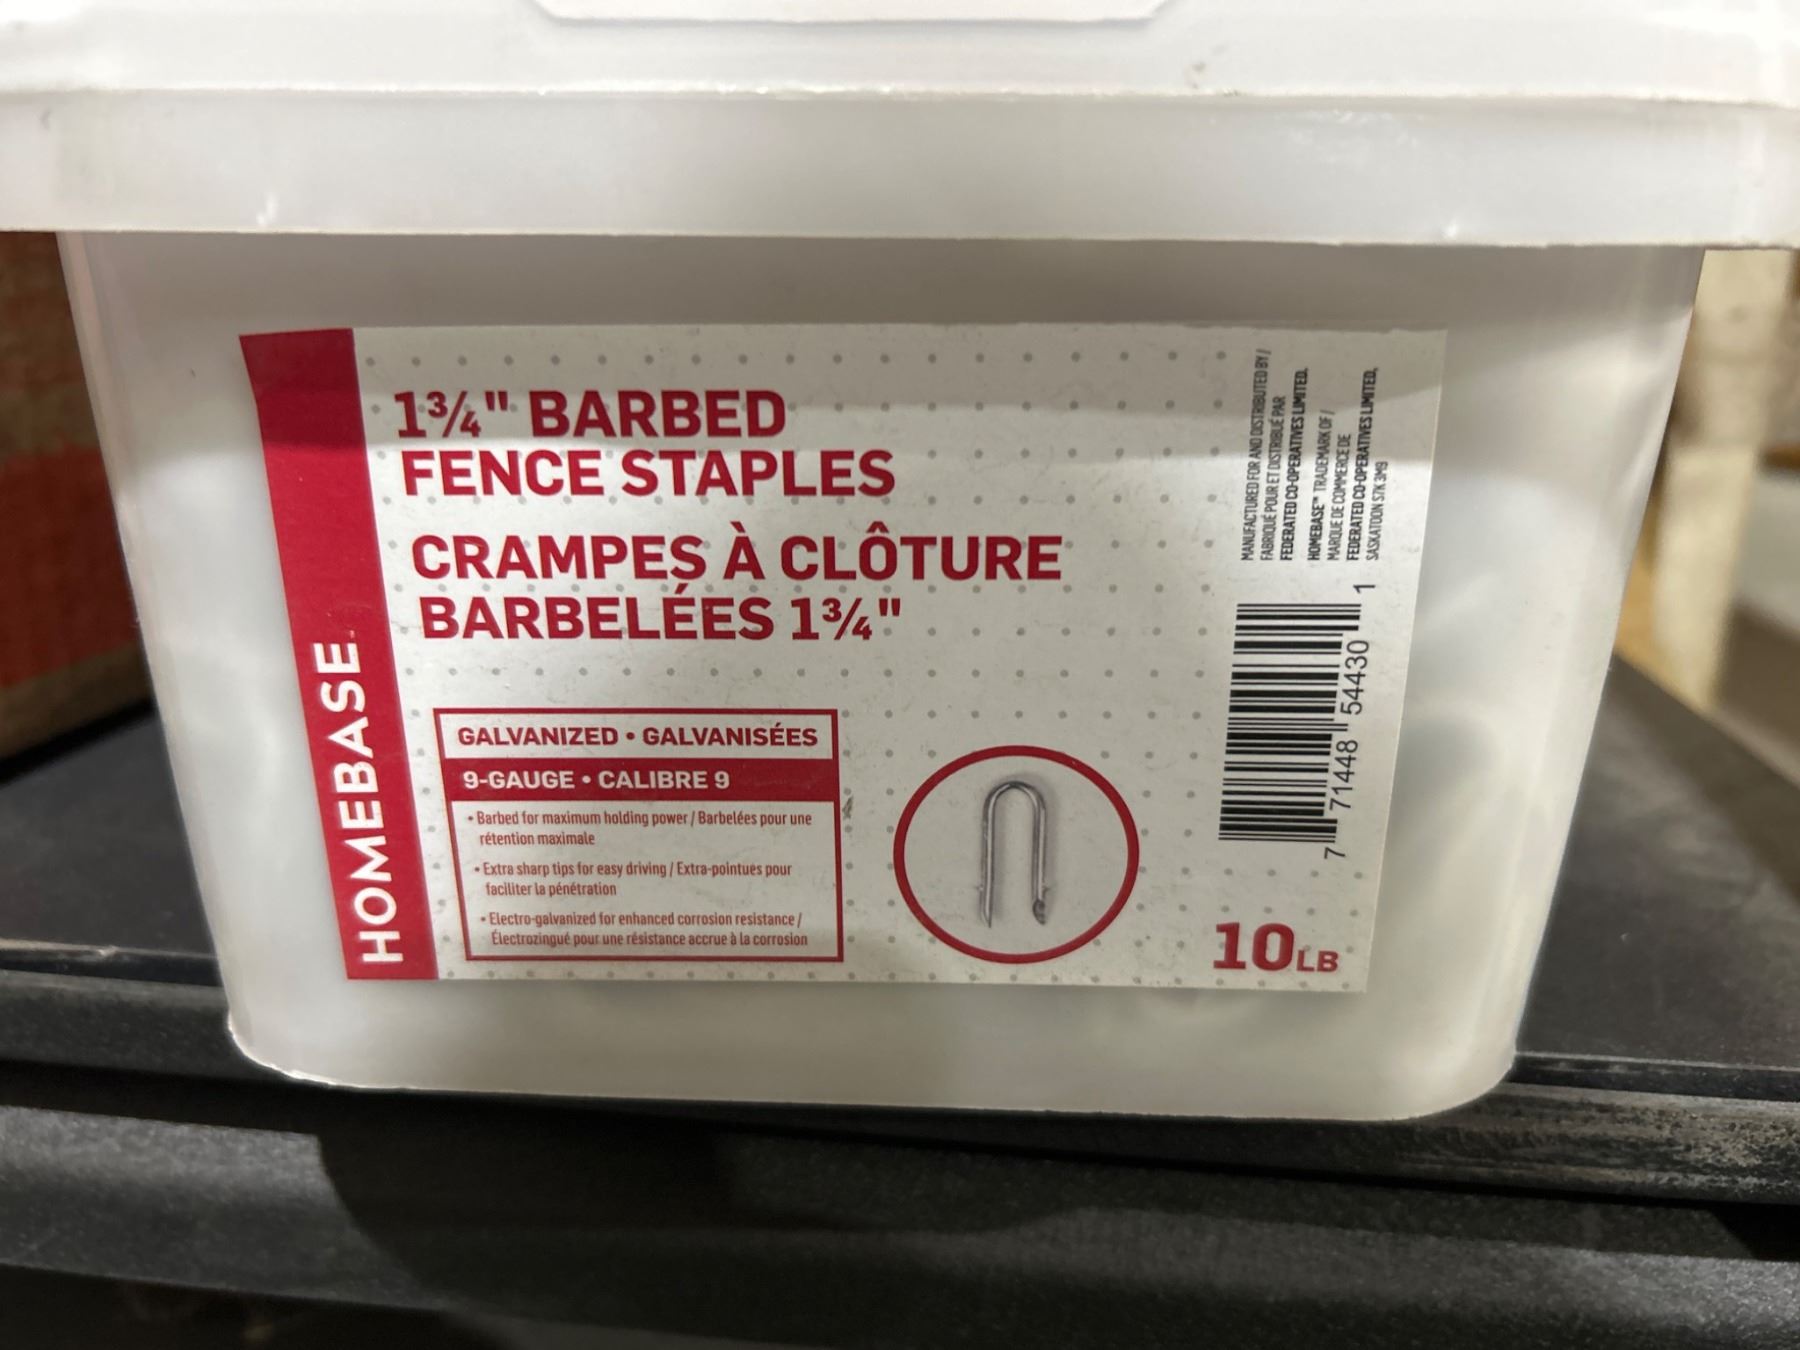 HOMEBASE™
1¾" BARBED
FENCE STAPLES
CRAMPES À CLÔTURE
BARBELÉES 1¾"
GALVANIZED • GALVANISÉES
9-GAUGE • CALIBRE 9
• Barbed for maximum holding power / Barbelées pour une
rétention maximale
• Extra sharp tips for easy driving / Extra-pointues pour
faciliter la pénétration
• Electro-galvanized for enhanced corrosion resistance /
Électrozingué pour une résistance accrue à la corrosion
MANUFACTURED FOR AND DISTRIBUTED BY /
FABRIQUÉ POUR ET DISTRIBUÉ PAR
FEDERATED CO-OPERATIVES LIMITED.
HOMEBASE™ TRADEMARK OF /
MARQUE DE COMMERCE DE
FEDERATED CO-OPERATIVES LIMITED,
SASKATOON S7K 3M9
7 71448 54430 1
10LB